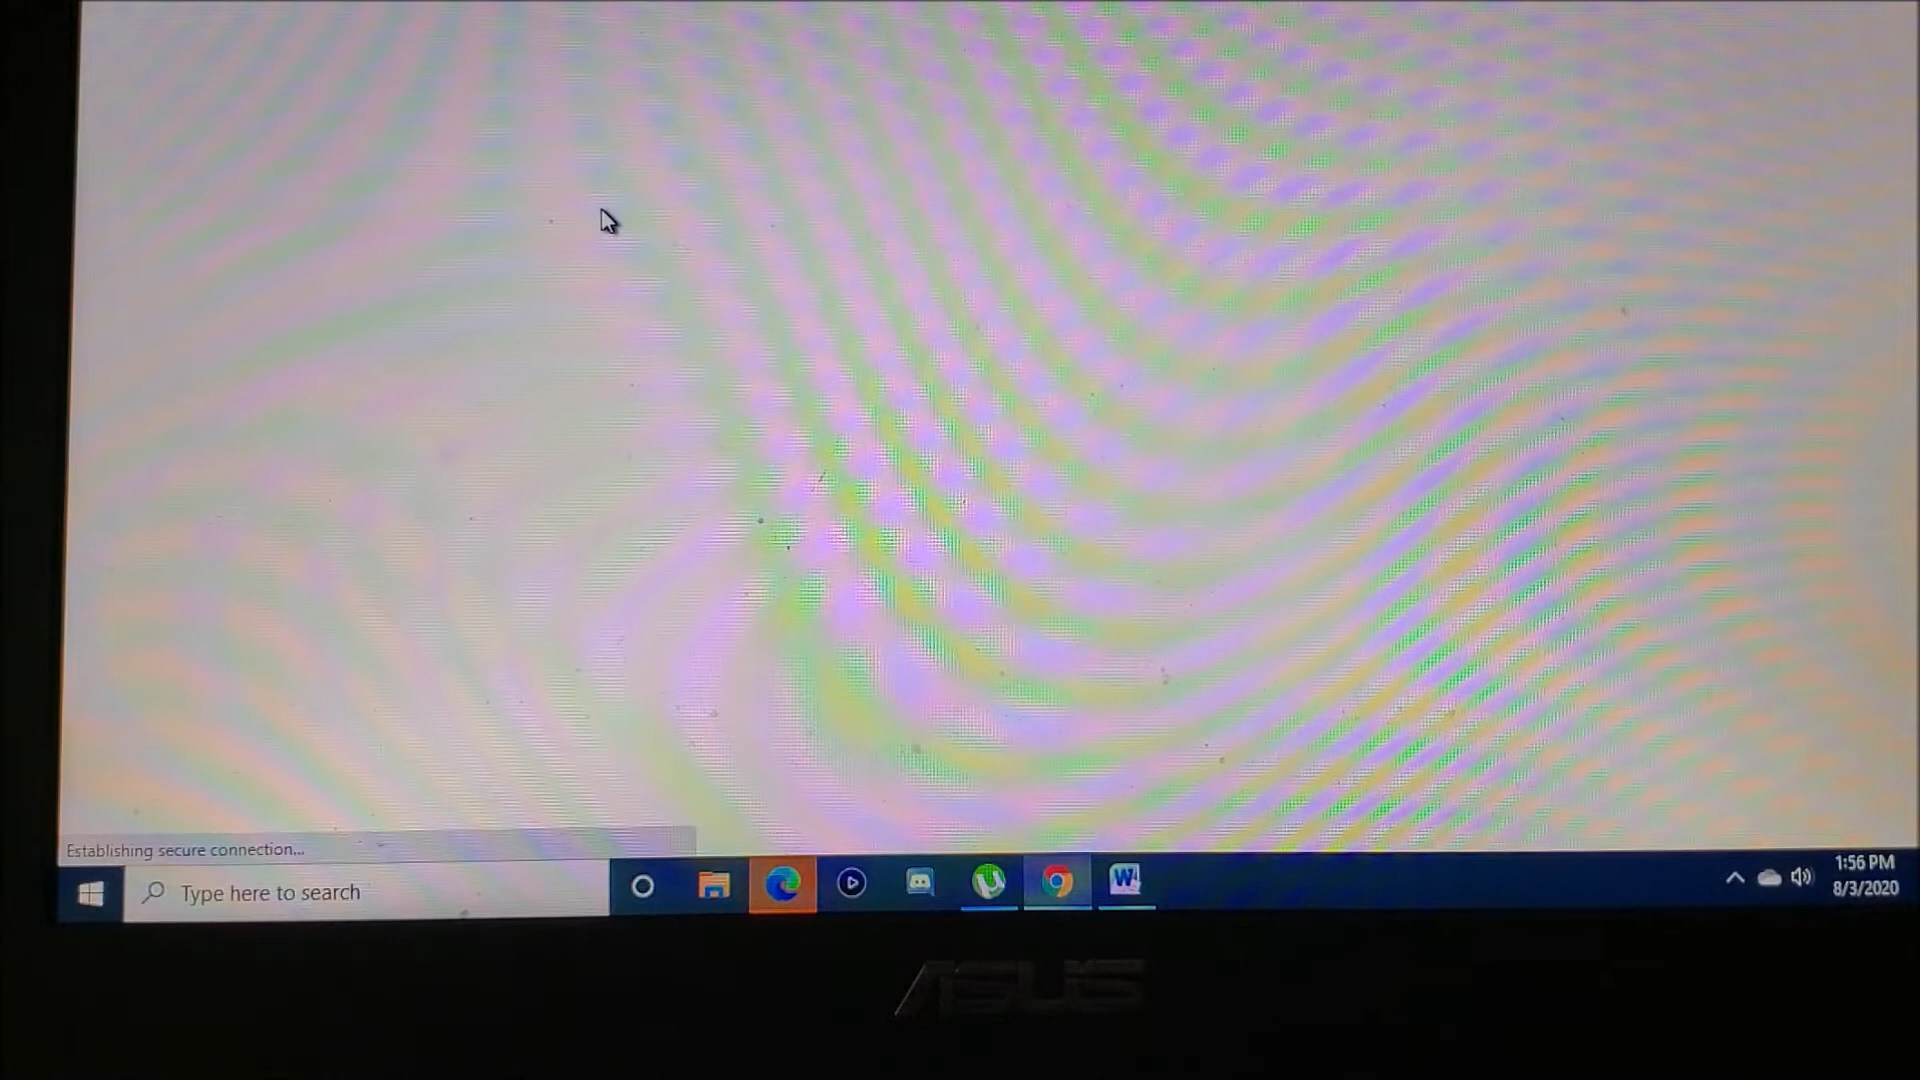 Establishing secure connection...
Type here to search
W
1:56 PM
8/3/2020
ASUS